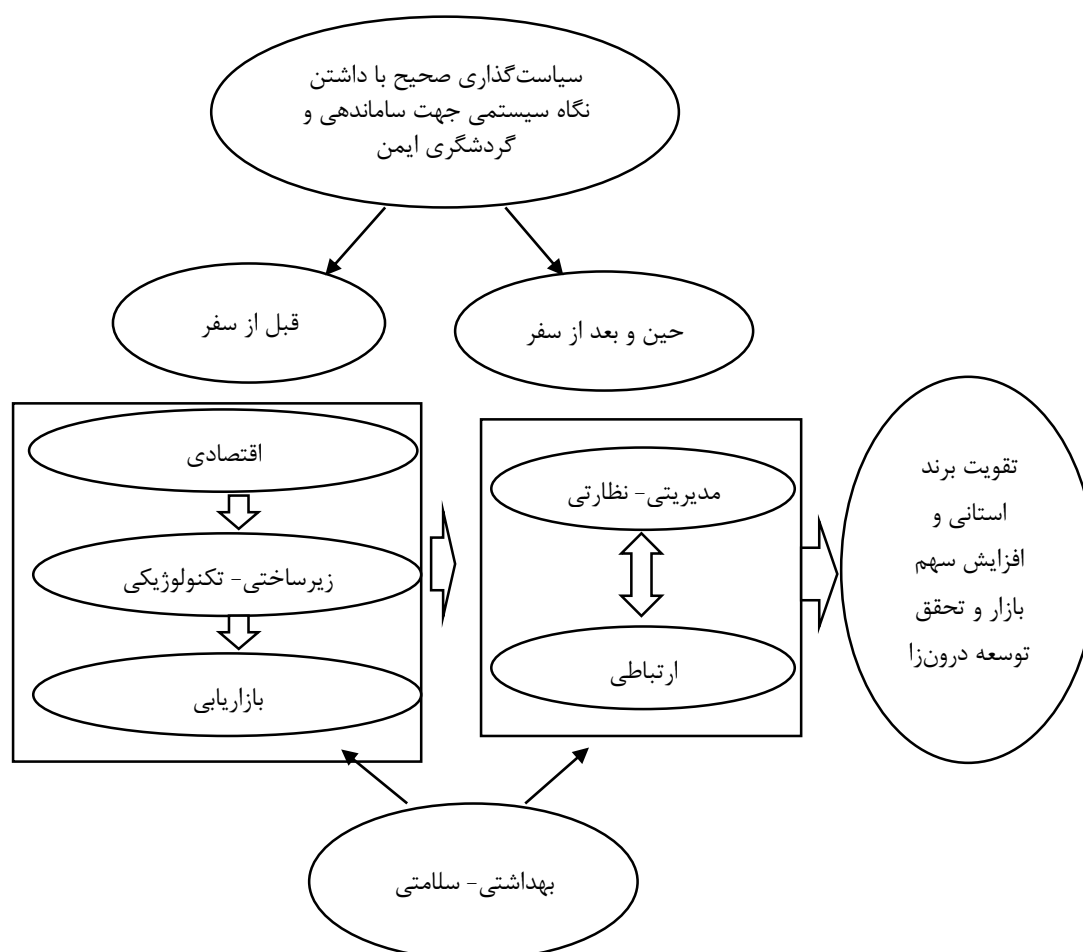 سیاست‌گذاری صحیح با داشتن
نگاه سیستمی جهت ساماندهی و
گردشگری ایمن
قبل از سفر
حین و بعد از سفر
اقتصادی
زیرساختی- تکنولوژیکی
بازاریابی
مدیریتی- نظارتی
ارتباطی
تقویت برند
استانی و
افزایش سهم
بازار و تحقق
توسعه درون‌زا
بهداشتی- سلامتی